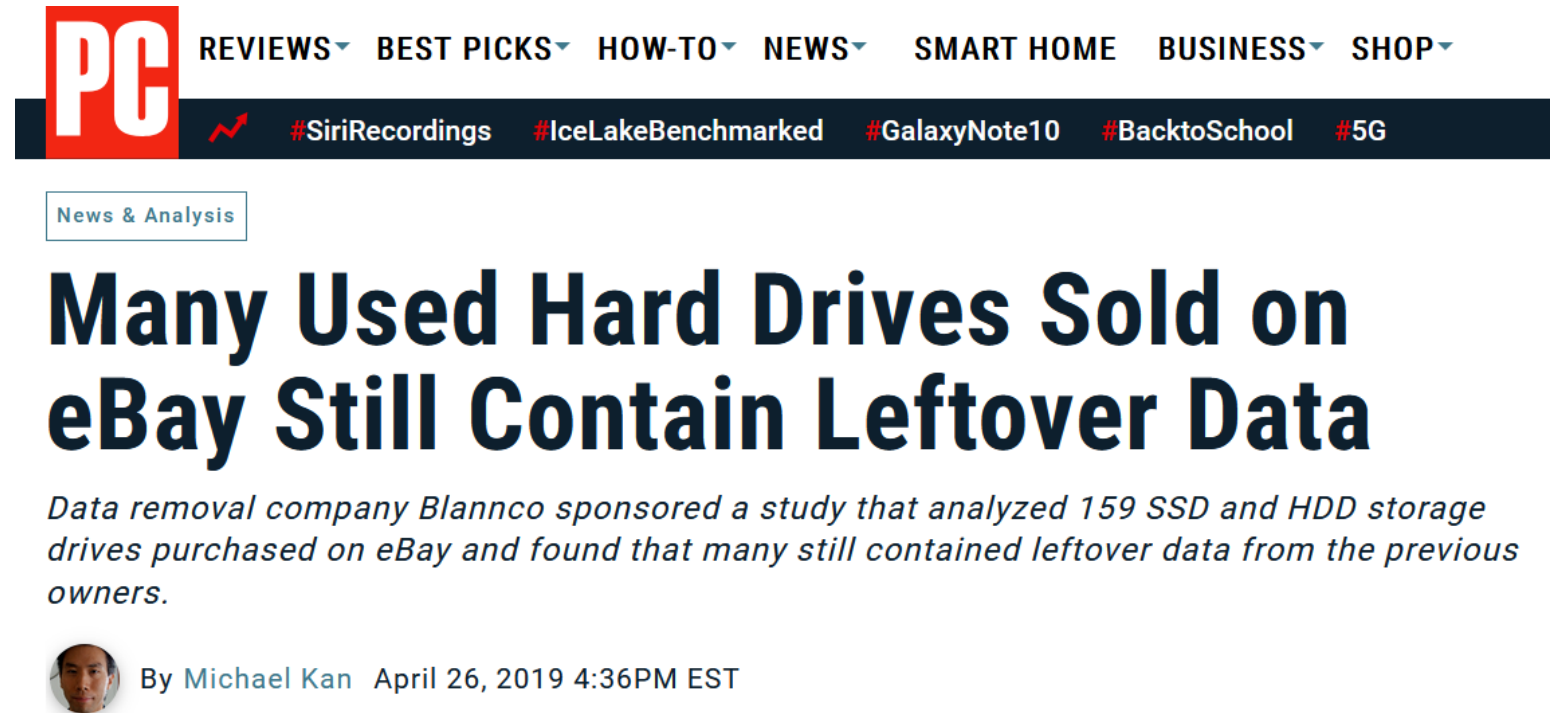 PC
REVIEWS BEST PICKS HOW-TO NEWS SMART HOME BUSINESS SHOP
#SiriRecordings #IceLakeBenchmarked #GalaxyNote10 #BacktoSchool #5G
News & Analysis
Many Used Hard Drives Sold on
eBay Still Contain Leftover Data
Data removal company Blannco sponsored a study that analyzed 159 SSD and HDD storage
drives purchased on eBay and found that many still contained leftover data from the previous
owners.
By Michael Kan April 26, 2019 4:36PM EST